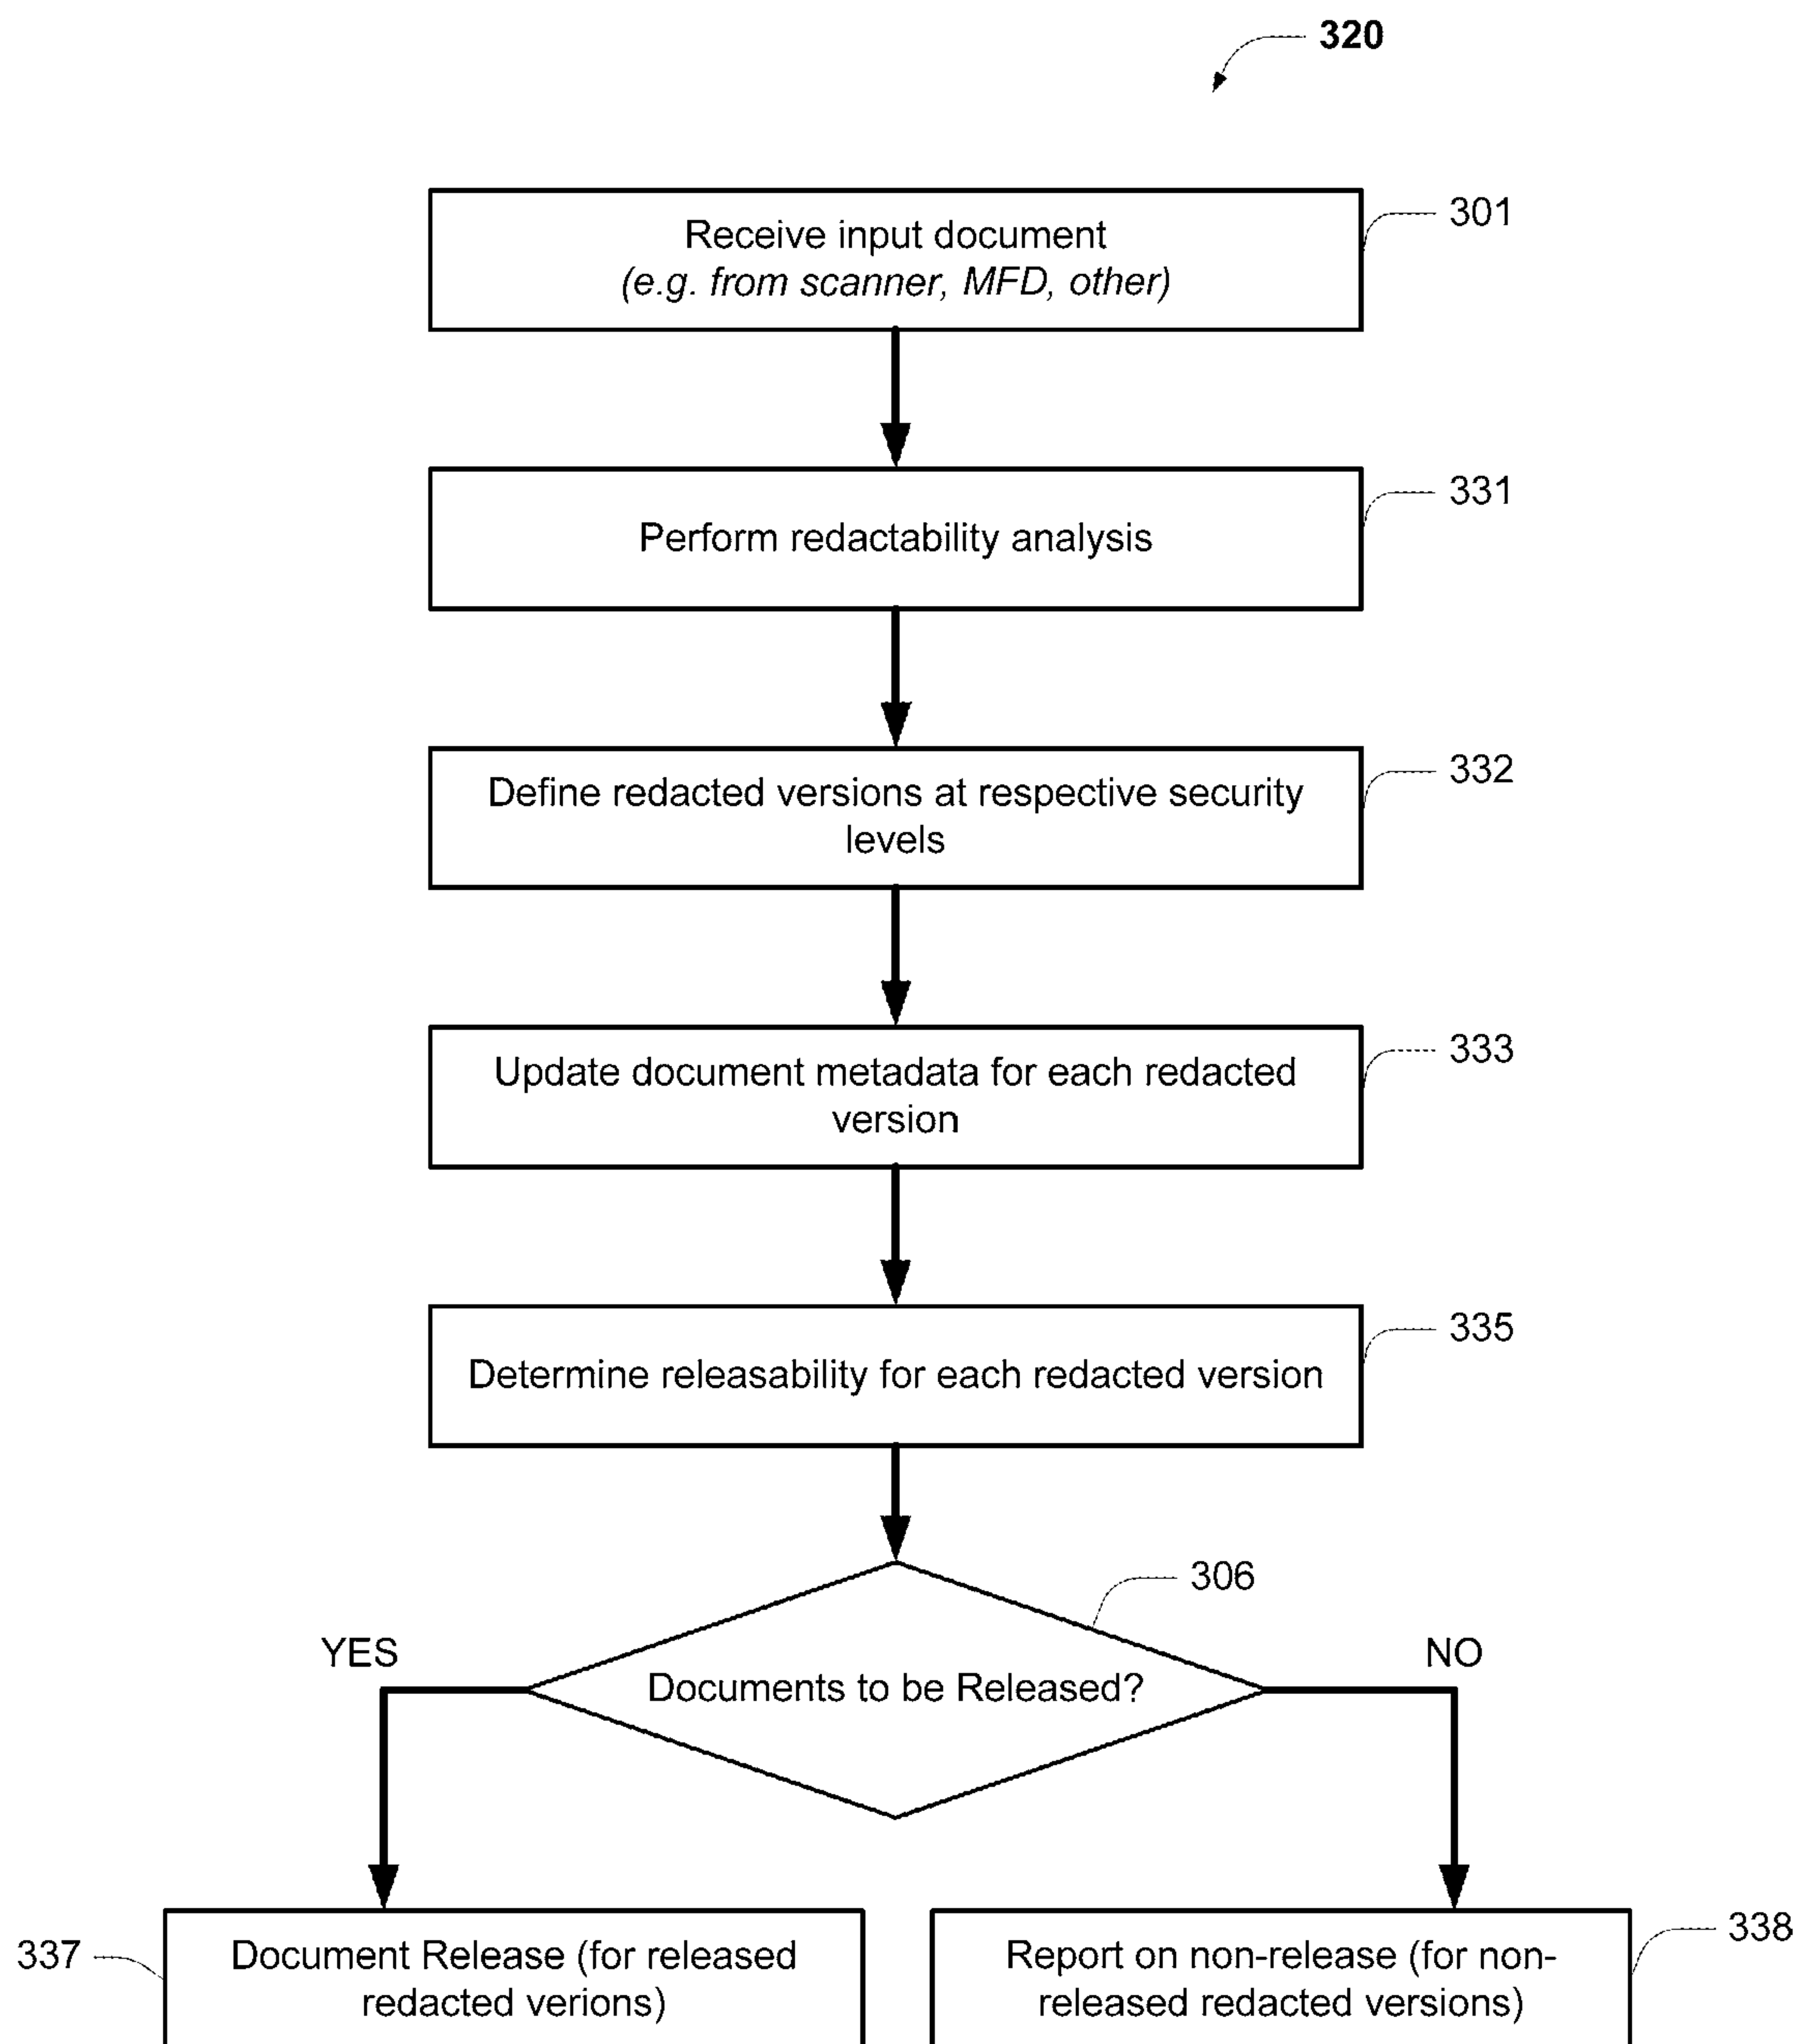 320
Receive input document
(e.g. from scanner, MFD, other)
301
Perform redactability analysis
331
Define redacted versions at respective security
levels
332
Update document metadata for each redacted
version
333
Determine releasability for each redacted version
335
306
Documents to be Released?
YES
NO
337
Document Release (for released
redacted verions)
Report on non-release (for non-
released redacted versions)
338